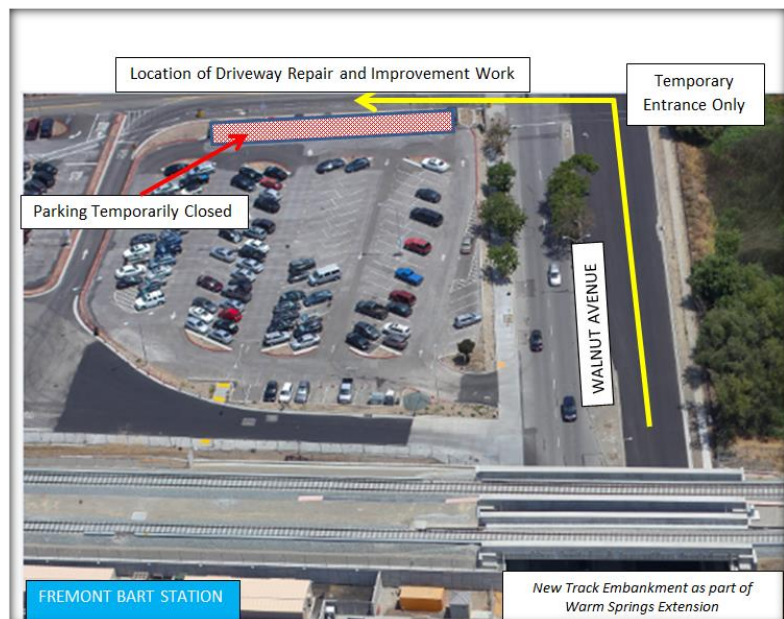 Location of Driveway Repair and Improvement Work
Temporary
Entrance Only
Parking Temporarily Closed
WALNUT AVENUE
FREMONT BART STATION
New Track Embankment as part of
Warm Springs Extension